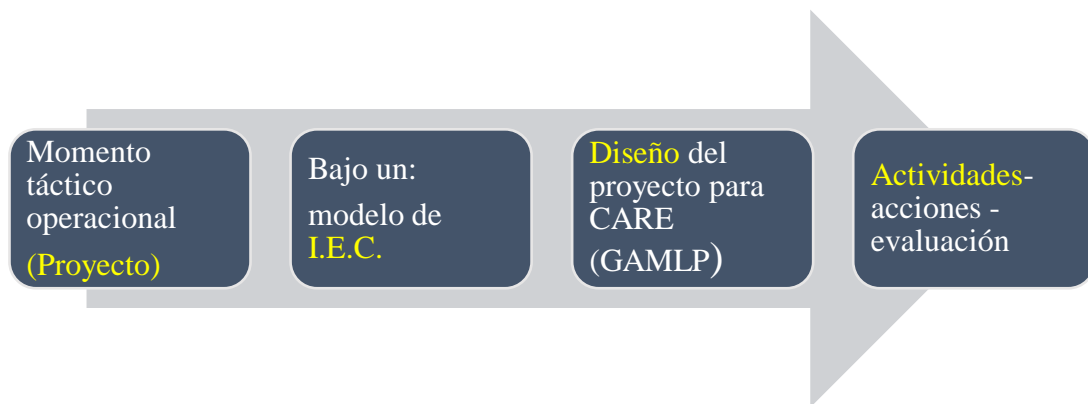 Momento
táctico
operacional
(Proyecto)
Bajo un:
modelo de
I.E.C.
Diseño del
proyecto para
CARE
(GAMLP)
Actividades-
acciones -
evaluación